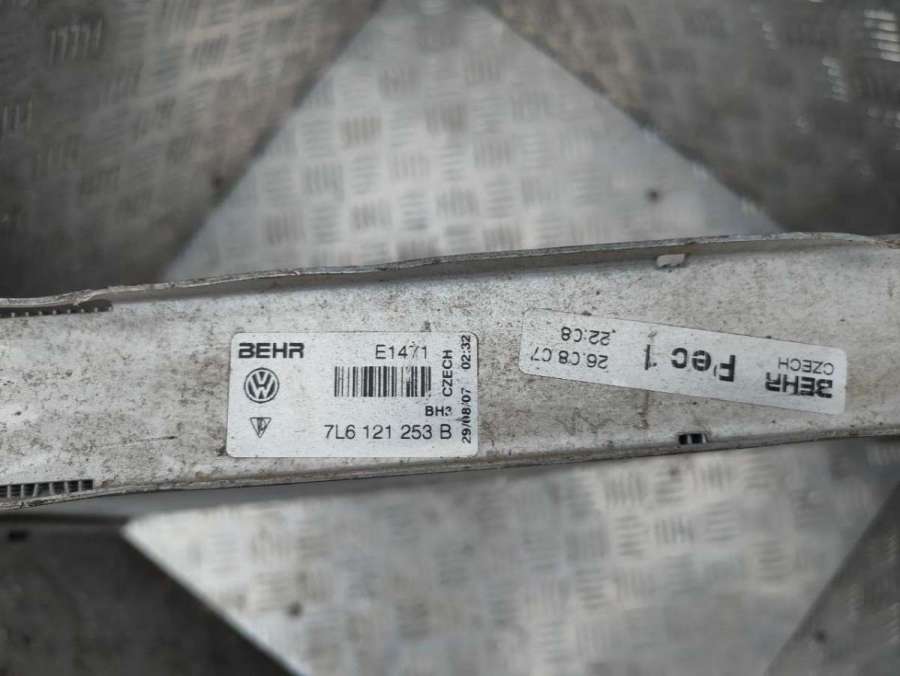 BEHR E1471
BH3
7L6 121 253 B
29/08/07 CZECH 02:32
BEHR CZECH
Fec 1
26.08.07
22:08